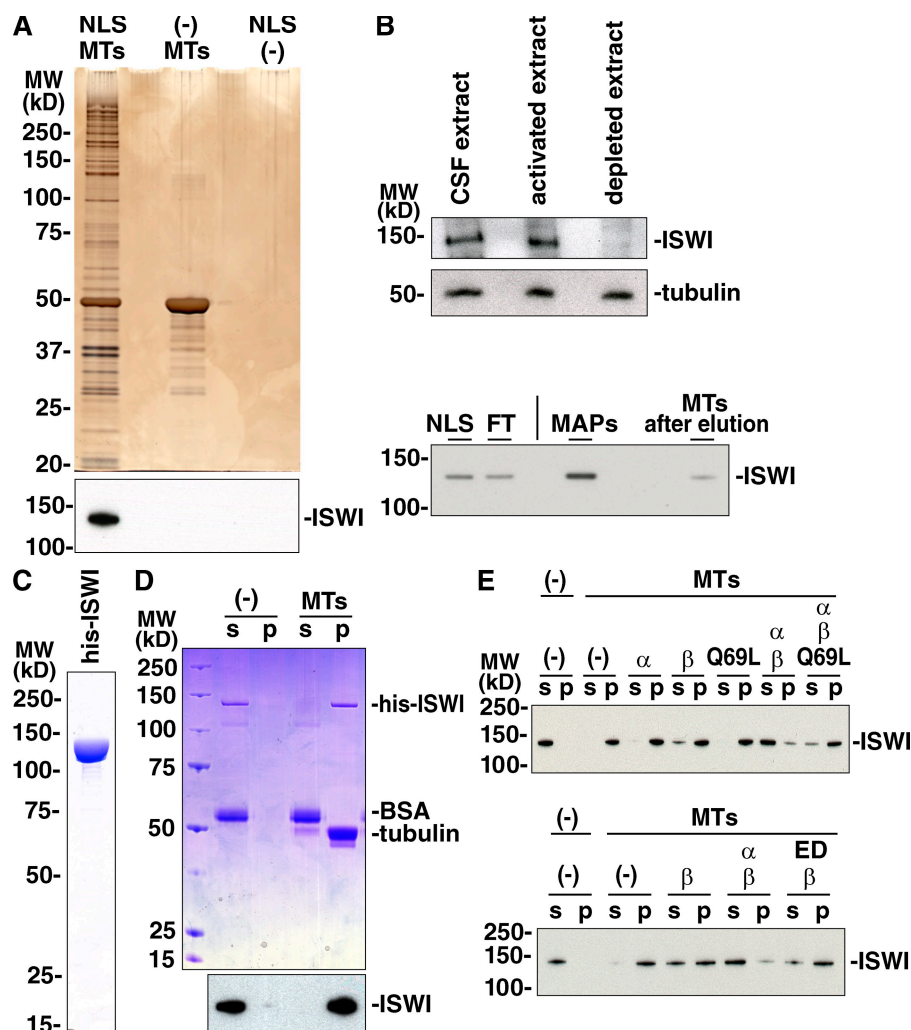 A
NLS (-) NLS
MTs MTs (-)
MW
(kD)
250-
150-
100-
75-
50-
37-
25-
20-
150-
-ISWI
100-
B
CSF extract
activated extract
depleted extract
MW
(kD)
150- -ISWI
50- -tubulin
NLS FT MAPs MTs
after elution
150-
-ISWI
100-
C
his-ISWI
MW
(kD)
250-
150-
100-
75-
50-
25-
15-
D
(-) MTs
s p s p
MW
(kD)
250
150 -his-ISWI
100
75
-BSA
50 -tubulin
25
15
-ISWI
E
(-) MTs
α
α β
(-) (-) α β Q69L β Q69L
MW
(kD)
s p s p s p s p s p s p s p
250-
150- -ISWI
100-
(-) MTs
α ED
(-) (-) β β β
s p s p s p s p s p
250-
150- -ISWI
100-